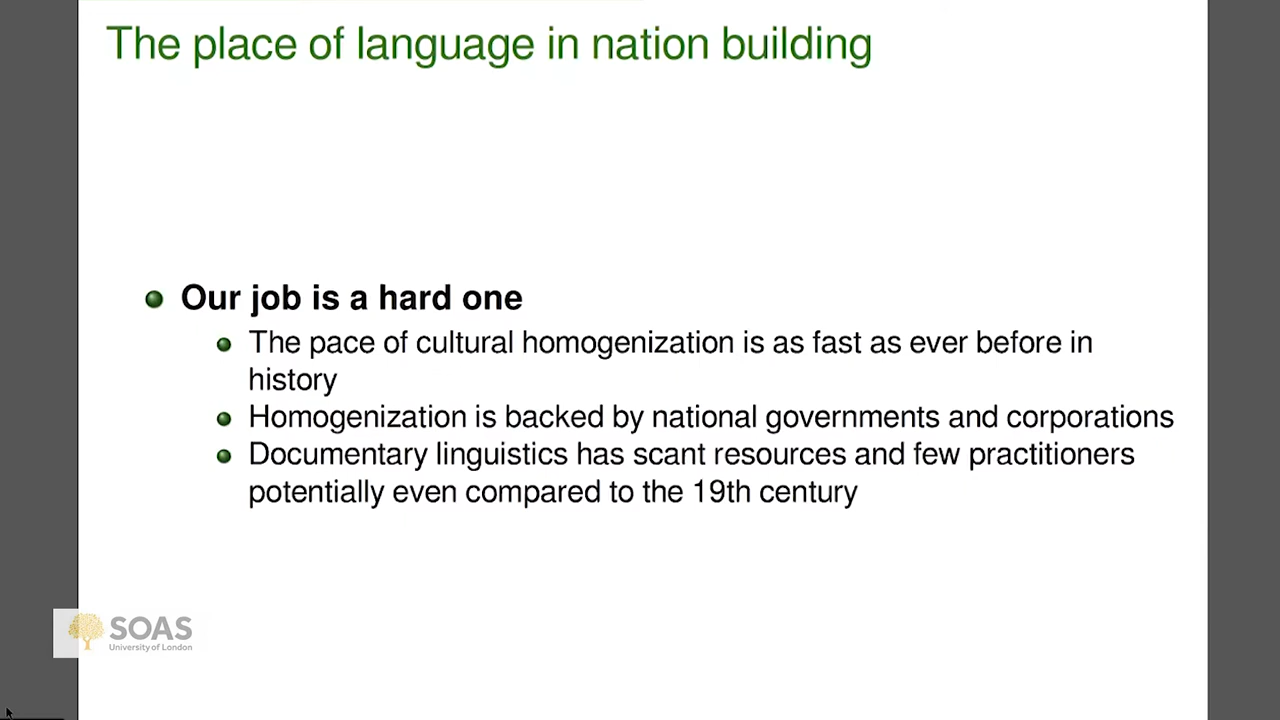 The place of language in nation building
Our job is a hard one
The pace of cultural homogenization is as fast as ever before in
history
Homogenization is backed by national governments and corporations
Documentary linguistics has scant resources and few practitioners
potentially even compared to the 19th century
SOAS
University of London